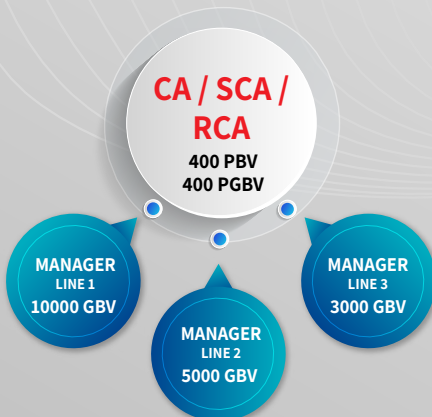 CA / SCA /
RCA
400 PBV
400 PGBV
MANAGER
LINE 1
10000 GBV
MANAGER
LINE 2
5000 GBV
MANAGER
LINE 3
3000 GBV